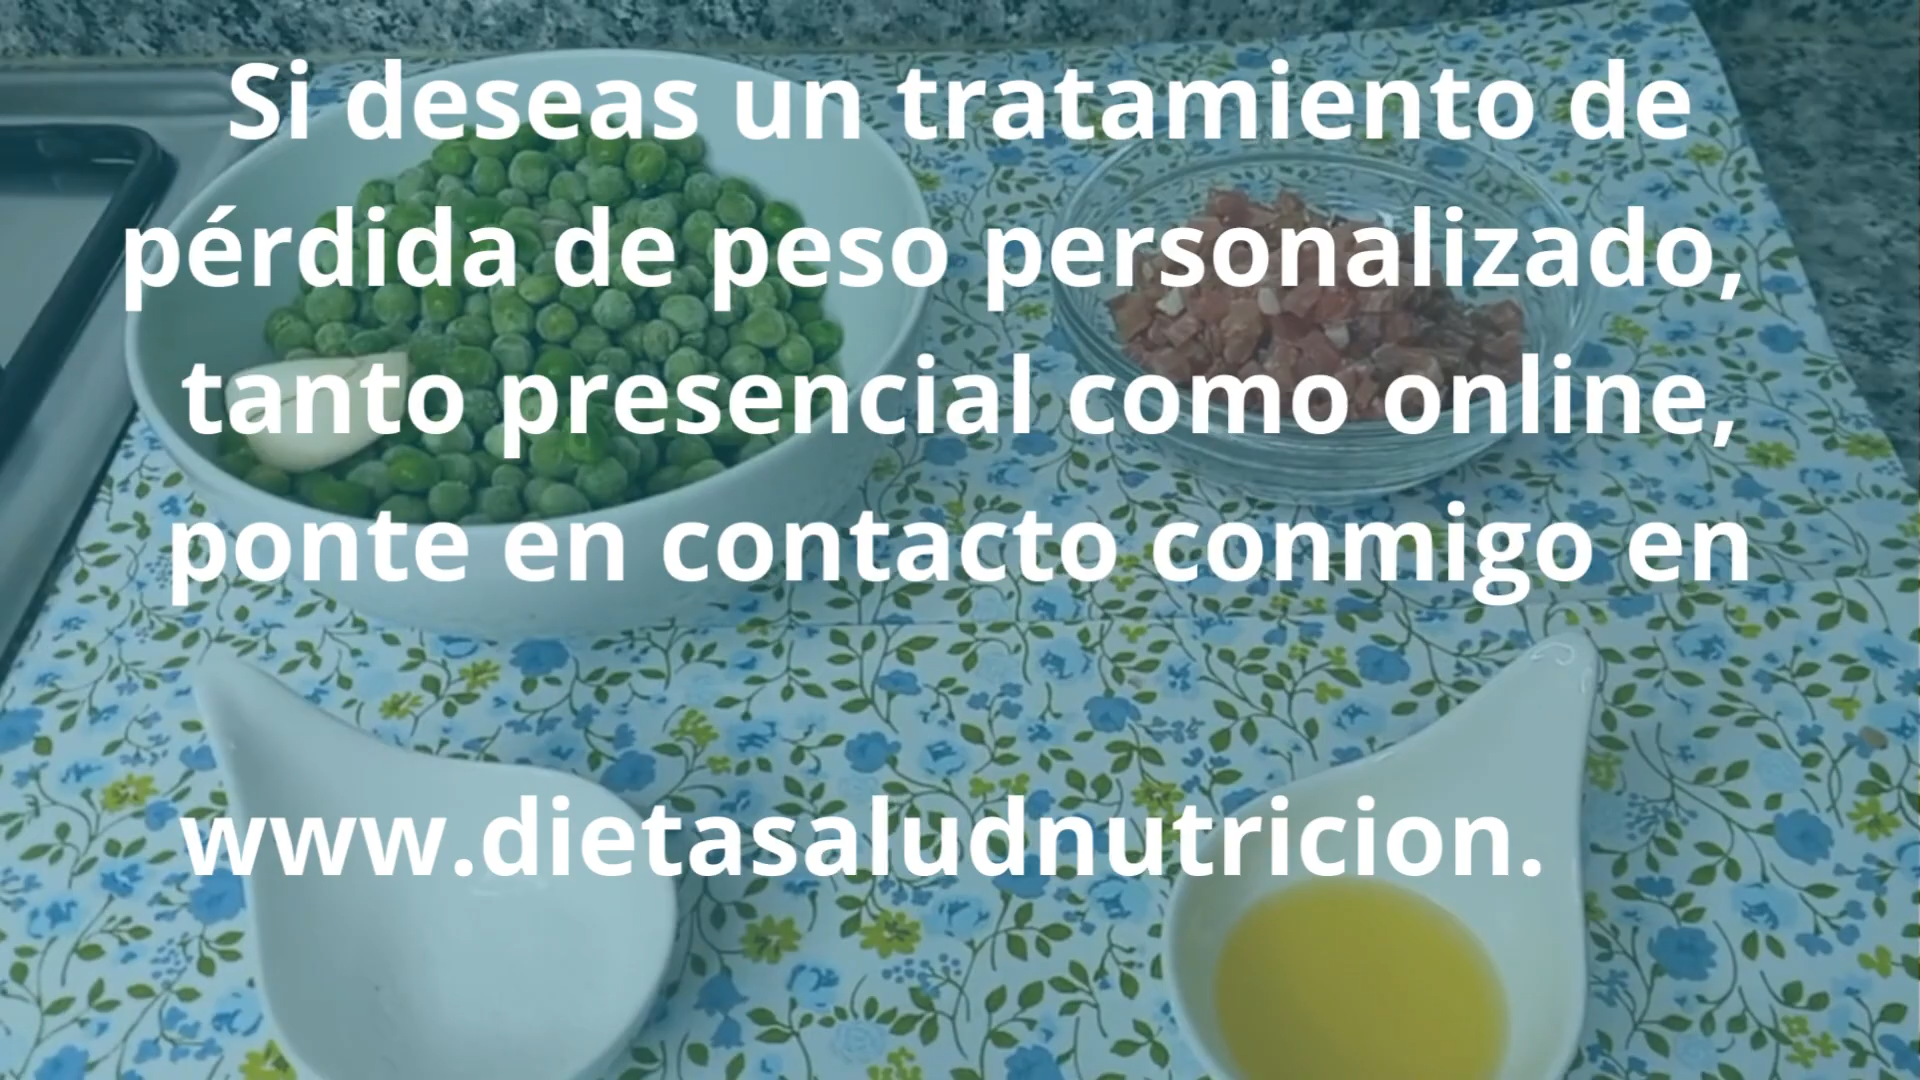 Si deseas un tratamiento de
pérdida de peso personalizado,
tanto presencial como online,
ponte en contacto conmigo en
www.dietasaludnutricion.